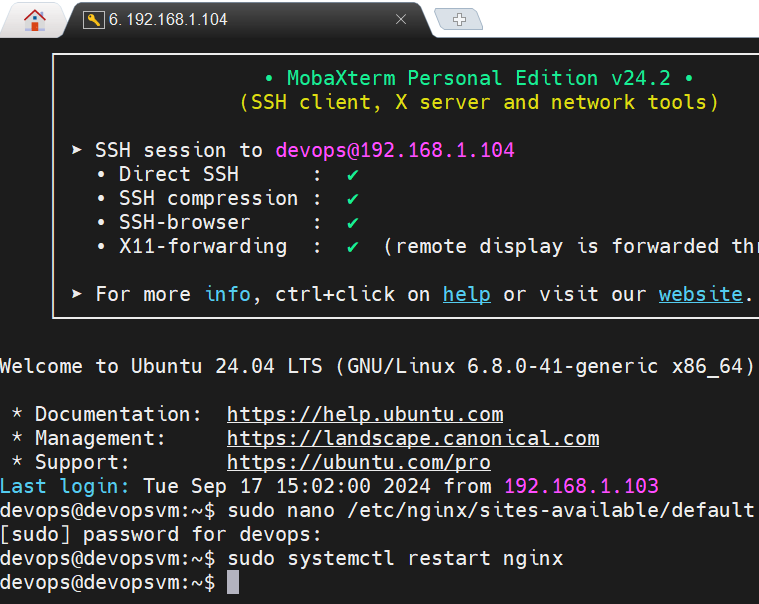 6. 192.168.1.104
• MobaXterm Personal Edition v24.2 •
(SSH client, X server and network tools)
➤ SSH session to devops@192.168.1.104
• Direct SSH : ✔
• SSH compression : ✔
• SSH-browser : ✔
• X11-forwarding : ✔ (remote display is forwarded thr
➤ For more info, ctrl+click on help or visit our website.
Welcome to Ubuntu 24.04 LTS (GNU/Linux 6.8.0-41-generic x86_64)
* Documentation: https://help.ubuntu.com
* Management: https://landscape.canonical.com
* Support: https://ubuntu.com/pro
Last login: Tue Sep 17 15:02:00 2024 from 192.168.1.103
devops@devopsvm:~$ sudo nano /etc/nginx/sites-available/default
[sudo] password for devops:
devops@devopsvm:~$ sudo systemctl restart nginx
devops@devopsvm:~$